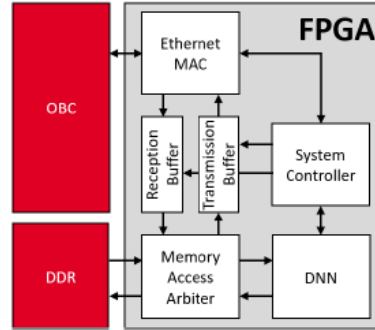 FPGA
Ethernet
MAC
OBC
Reception
Buffer
Transmission
Buffer
System
Controller
DDR
Memory
Access
Arbiter
DNN